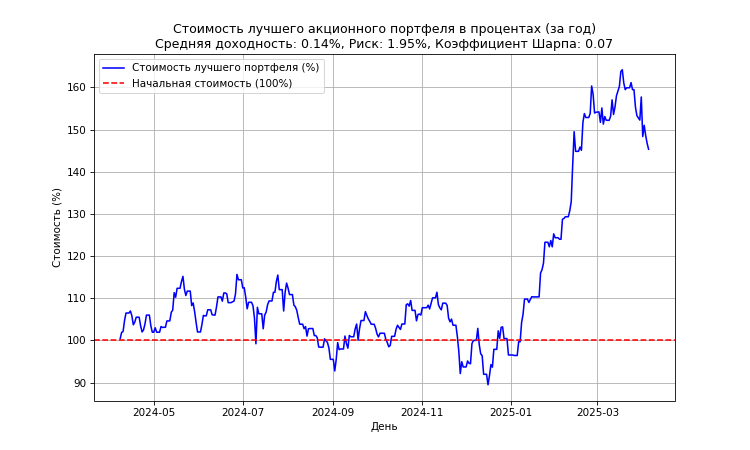 Стоимость лучшего акционного портфеля в процентах (за год)
Средняя доходность: 0.14%, Риск: 1.95%, Коэффициент Шарпа: 0.07
Стоимость лучшего портфеля (%)
Начальная стоимость (100%)
Стоимость (%)
160
150
140
130
120
110
100
90
2024-05
2024-07
2024-09
2024-11
2025-01
2025-03
День